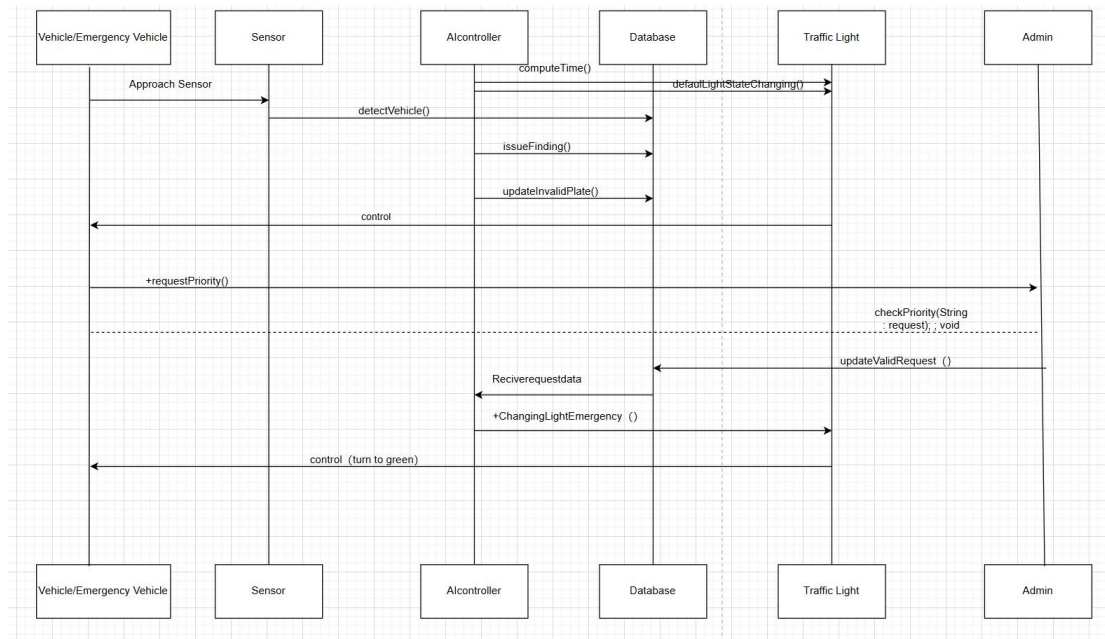 Vehicle/Emergency Vehicle
Sensor
AIcontroller
Database
Traffic Light
Admin
computeTime()
defaulLightStateChanging()
Approach Sensor
detectVehicle()
issueFinding()
updateInvalidPlate()
control
+requestPriority()
checkPriority(String
: request); ; void
updateValidRequest（）
Reciverequestdata
+ChangingLightEmergency（）
control（turn to green）
Vehicle/Emergency Vehicle
Sensor
AIcontroller
Database
Traffic Light
Admin